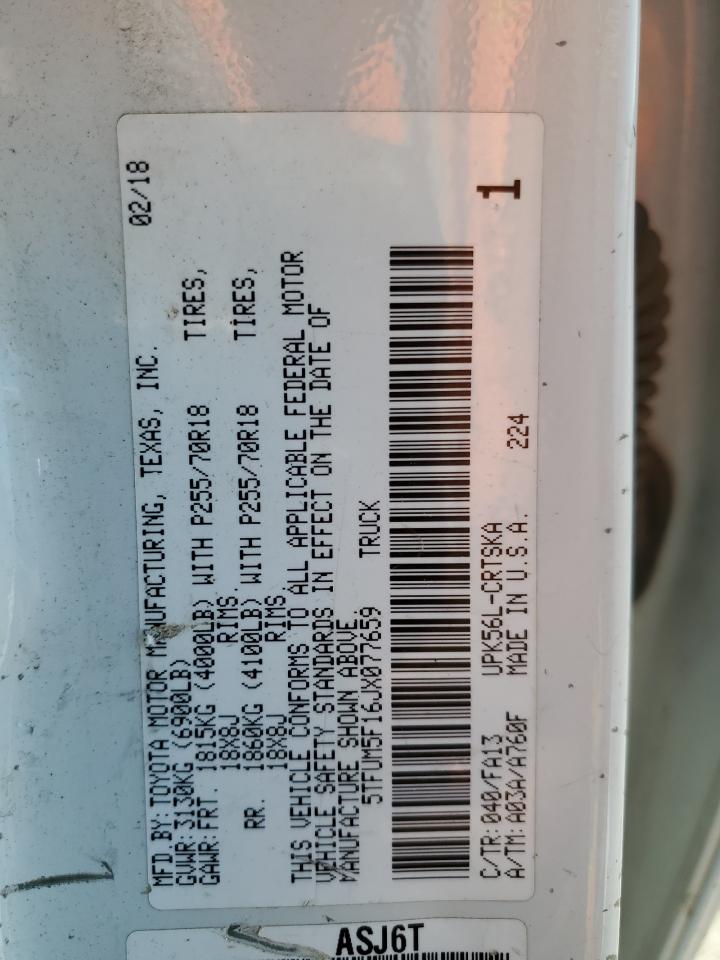 MFD.BY:TOYOTA MOTOR MANUFACTURING, TEXAS, INC. 02/18
GVWR:3130KG (6900LB)
GAWR:FRT. 1815KG (4000LB) WITH P255/70R18 TIRES,
18X8J RIMS.
RR. 1860KG (4100LB) WITH P255/70R18 TIRES,
18X8J RIMS
THIS VEHICLE CONFORMS TO ALL APPLICABLE FEDERAL MOTOR
VEHICLE SAFETY STANDARDS IN EFFECT ON THE DATE OF
MANUFACTURE SHOWN ABOVE
5TFUM5F16JX077659 TRUCK
C/TR:040/FA13 UPK56L-CRTSKA 1
A/TM:A03A/A760F MADE IN U.S.A. 224
ASJ6T